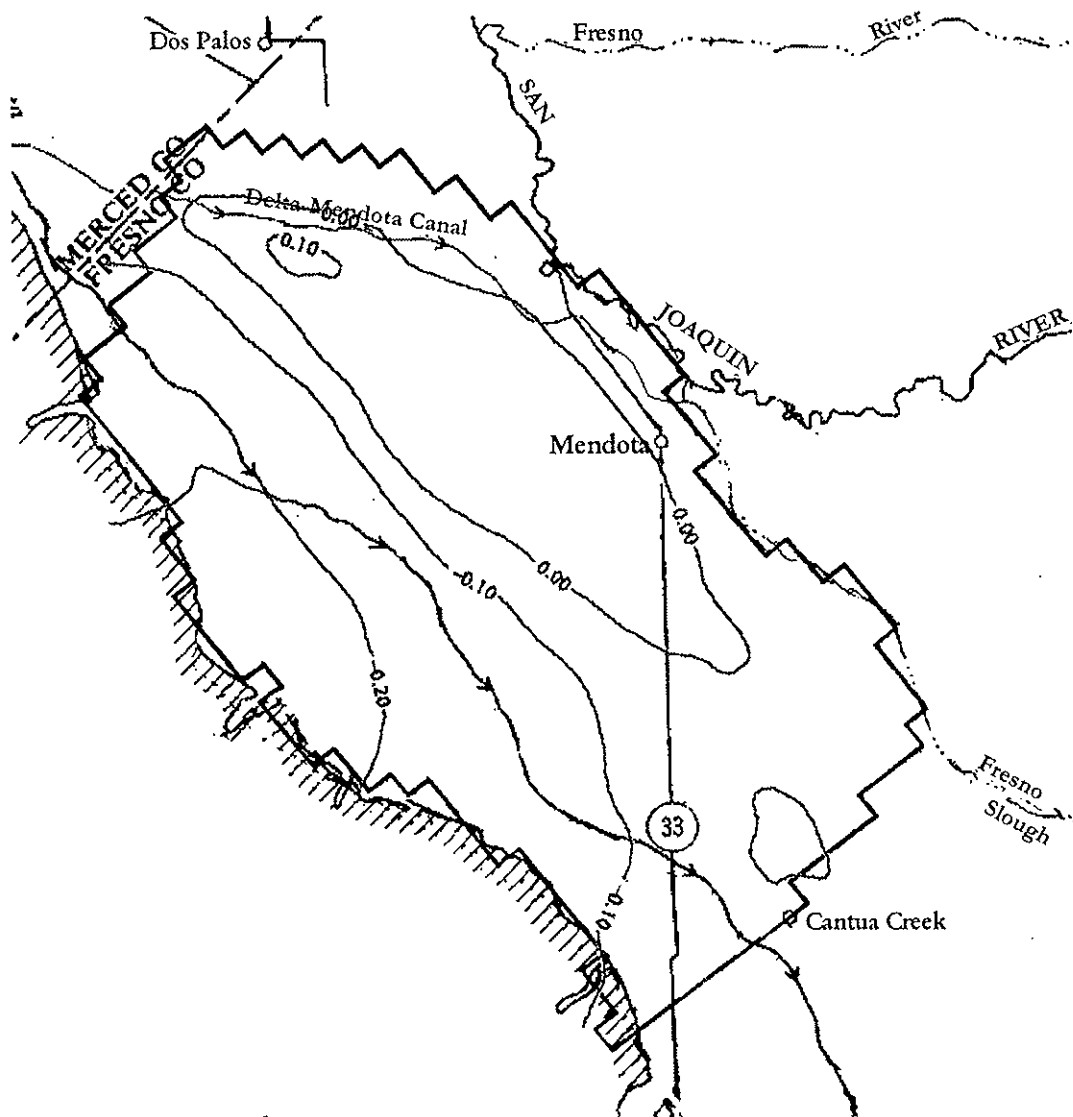 Dos Palos
Fresno
River
SAN
MERCED CO
FRESNO CO
Delta-Mendota Canal
0.00
0.10
JOAQUIN
RIVER
Mendota
0.00
0.00
-0.10
-0.20
Fresno
Slough
33
0.10
Cantua Creek